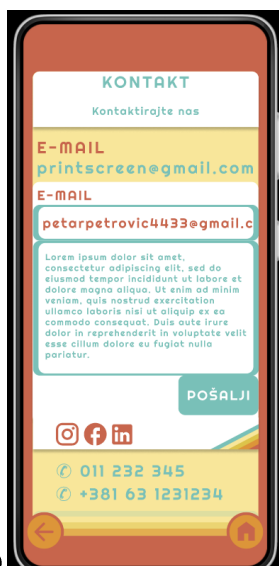 KONTAKT
Kontaktirajte nas
E-MAIL
printscreen@gmail.com
E-MAIL
petarpetrovic4433@gmail.c
Lorem ipsum dolor sit amet,
consectetur adipiscing elit, sed do
eiusmod tempor incididunt ut labore et
dolore magna aliqua. Ut enim ad minim
veniam, quis nostrud exercitation
ullamco laboris nisi ut aliquip ex ea
commodo consequat. Duis aute irure
dolor in reprehenderit in voluptate velit
esse cillum dolore eu fugiat nulla
pariatur.
POŠALJI
011 232 345
+381 63 1231234